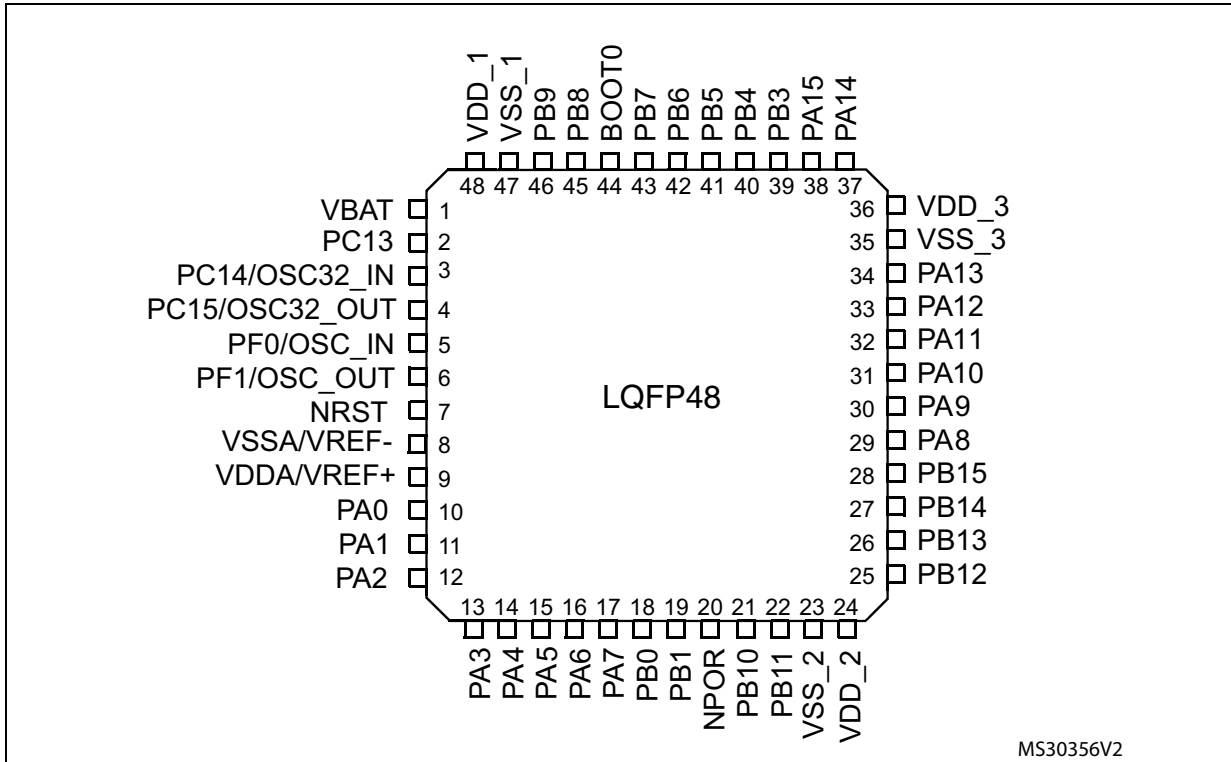 VDD_1
VSS_1
PB9
PB8
BOOT0
PB7
PB6
PB5
PB4
PB3
PA15
PA14
48 47 46 45 44 43 42 41 40 39 38 37
VBAT 1
PC13 2
PC14/OSC32_IN 3
PC15/OSC32_OUT 4
PF0/OSC_IN 5
PF1/OSC_OUT 6
NRST 7
VSSA/VREF- 8
VDDA/VREF+ 9
PA0 10
PA1 11
PA2 12
LQFP48
36 VDD_3
35 VSS_3
34 PA13
33 PA12
32 PA11
31 PA10
30 PA9
29 PA8
28 PB15
27 PB14
26 PB13
25 PB12
13 14 15 16 17 18 19 20 21 22 23 24
PA3
PA4
PA5
PA6
PA7
PB0
PB1
NPOR
PB10
PB11
VSS_2
VDD_2
MS30356V2